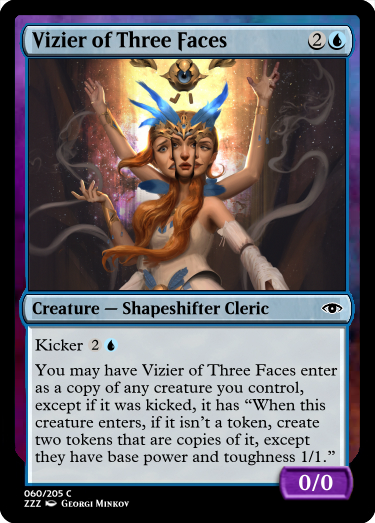 Vizier of Three Faces 2
Creature — Shapeshifter Cleric
Kicker 2
You may have Vizier of Three Faces enter
as a copy of any creature you control,
except if it was kicked, it has “When this
creature enters, if it isn’t a token, create
two tokens that are copies of it, except
they have base power and toughness 1/1.”
0/0
060/205 C
ZZZ Georgi Minkov